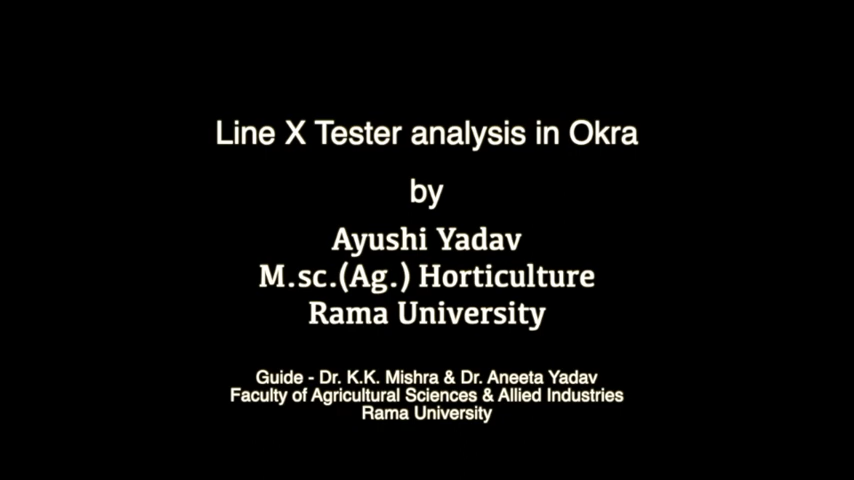 Line X Tester analysis in Okra
by
Ayushi Yadav
M.sc.(Ag.) Horticulture
Rama University
Guide - Dr. K.K. Mishra & Dr. Aneeta Yadav
Faculty of Agricultural Sciences & Allied Industries
Rama University